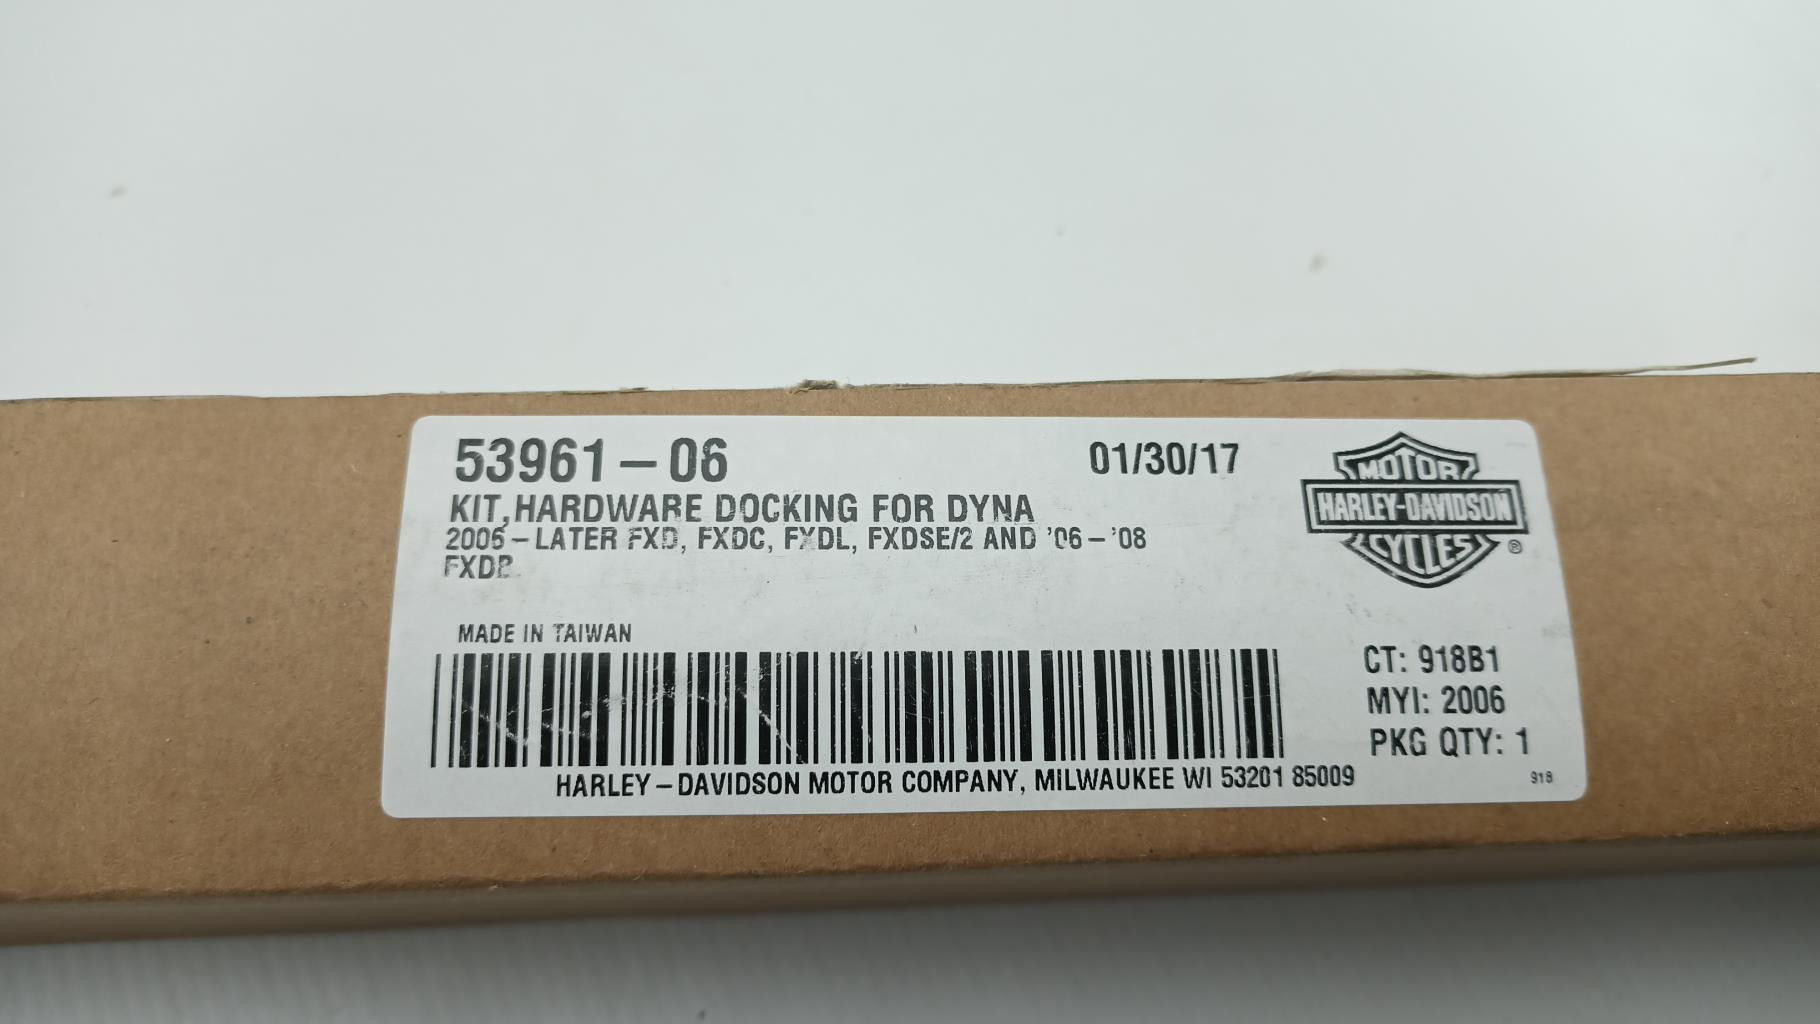 53961-06
01/30/17
KIT, HARDWARE DOCKING FOR DYNA
2006-LATER FXD, FXDC, FXDL, FXDSE/2 AND '06-'08
FXDB
MOTOR
HARLEY-DAVIDSON
CYCLES ®
MADE IN TAIWAN
CT: 918B1
MYI: 2006
PKG QTY: 1
HARLEY-DAVIDSON MOTOR COMPANY, MILWAUKEE WI 53201 85009
918